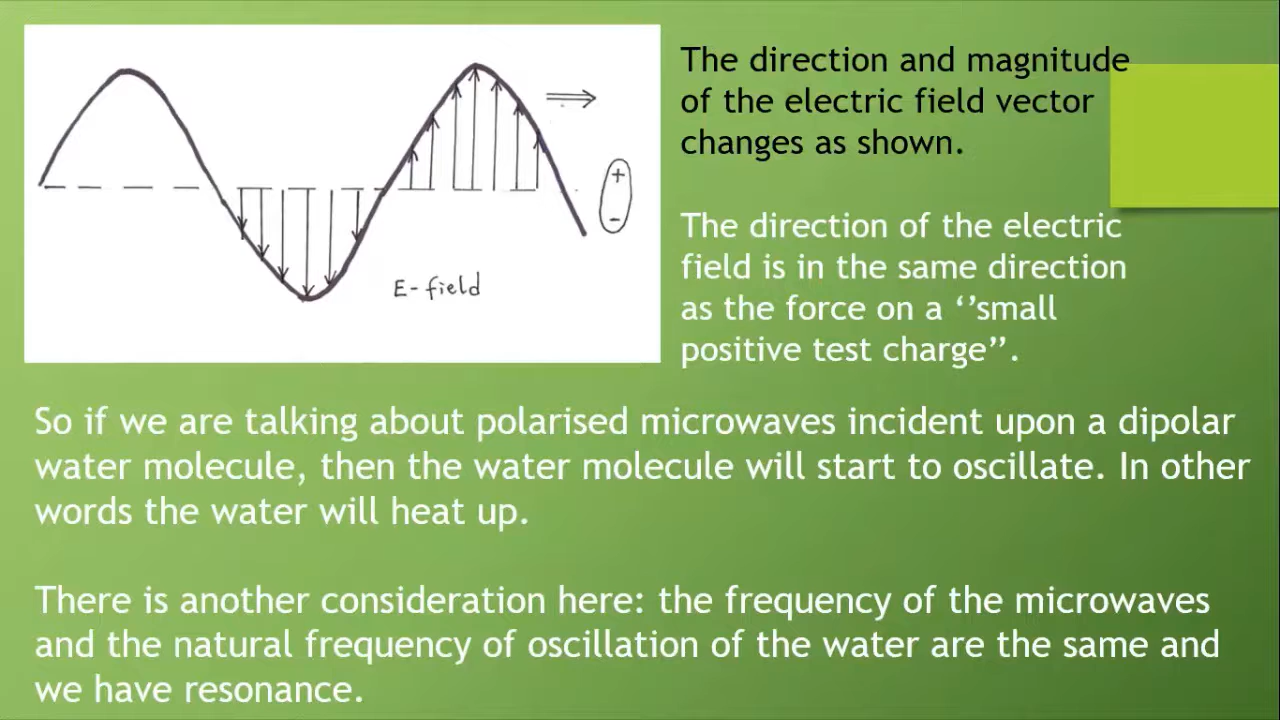 The direction and magnitude
of the electric field vector
changes as shown.
The direction of the electric
field is in the same direction
as the force on a ‘’small
positive test charge’’.
+
-
E-field
So if we are talking about polarised microwaves incident upon a dipolar
water molecule, then the water molecule will start to oscillate. In other
words the water will heat up.
There is another consideration here: the frequency of the microwaves
and the natural frequency of oscillation of the water are the same and
we have resonance.